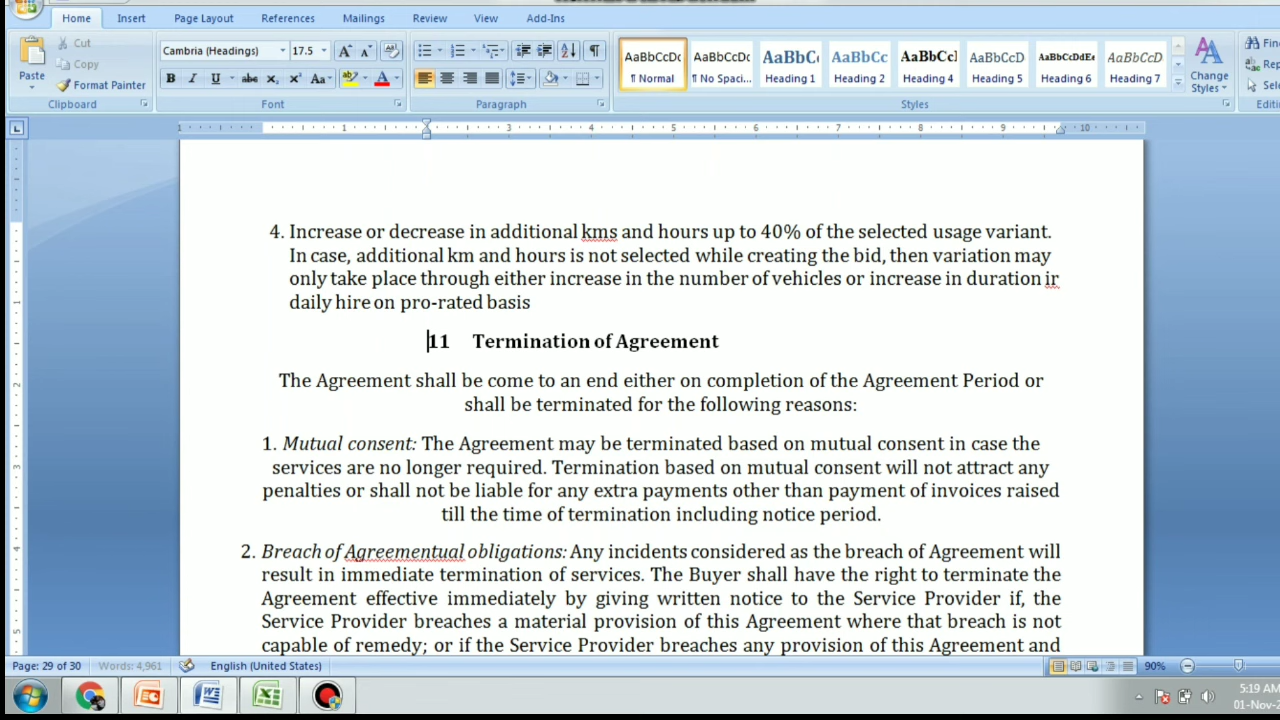 Home Insert Page Layout References Mailings Review View Add-Ins
Cut
Copy
Paste
Format Painter
Cambria (Headings) 17.5
AaBbCcDc AaBbCcDc AaBbC AaBbCc AaBbCcI AaBbCcD AaBbCcDdEe AaBbCcD
¶ Normal ¶ No Spaci... Heading 1 Heading 2 Heading 4 Heading 5 Heading 6 Heading 7
Change
Styles
Clipboard Font Paragraph Styles
4. Increase or decrease in additional kms and hours up to 40% of the selected usage variant.
In case, additional km and hours is not selected while creating the bid, then variation may
only take place through either increase in the number of vehicles or increase in duration ir
daily hire on pro-rated basis
11 Termination of Agreement
The Agreement shall be come to an end either on completion of the Agreement Period or
shall be terminated for the following reasons:
1. Mutual consent: The Agreement may be terminated based on mutual consent in case the
services are no longer required. Termination based on mutual consent will not attract any
penalties or shall not be liable for any extra payments other than payment of invoices raised
till the time of termination including notice period.
2. Breach of Agreementual obligations: Any incidents considered as the breach of Agreement will
result in immediate termination of services. The Buyer shall have the right to terminate the
Agreement effective immediately by giving written notice to the Service Provider if, the
Service Provider breaches a material provision of this Agreement where that breach is not
capable of remedy; or if the Service Provider breaches any provision of this Agreement and
Page: 29 of 30 Words: 4,961 English (United States) 90%
5:19 AM
01-Nov-2